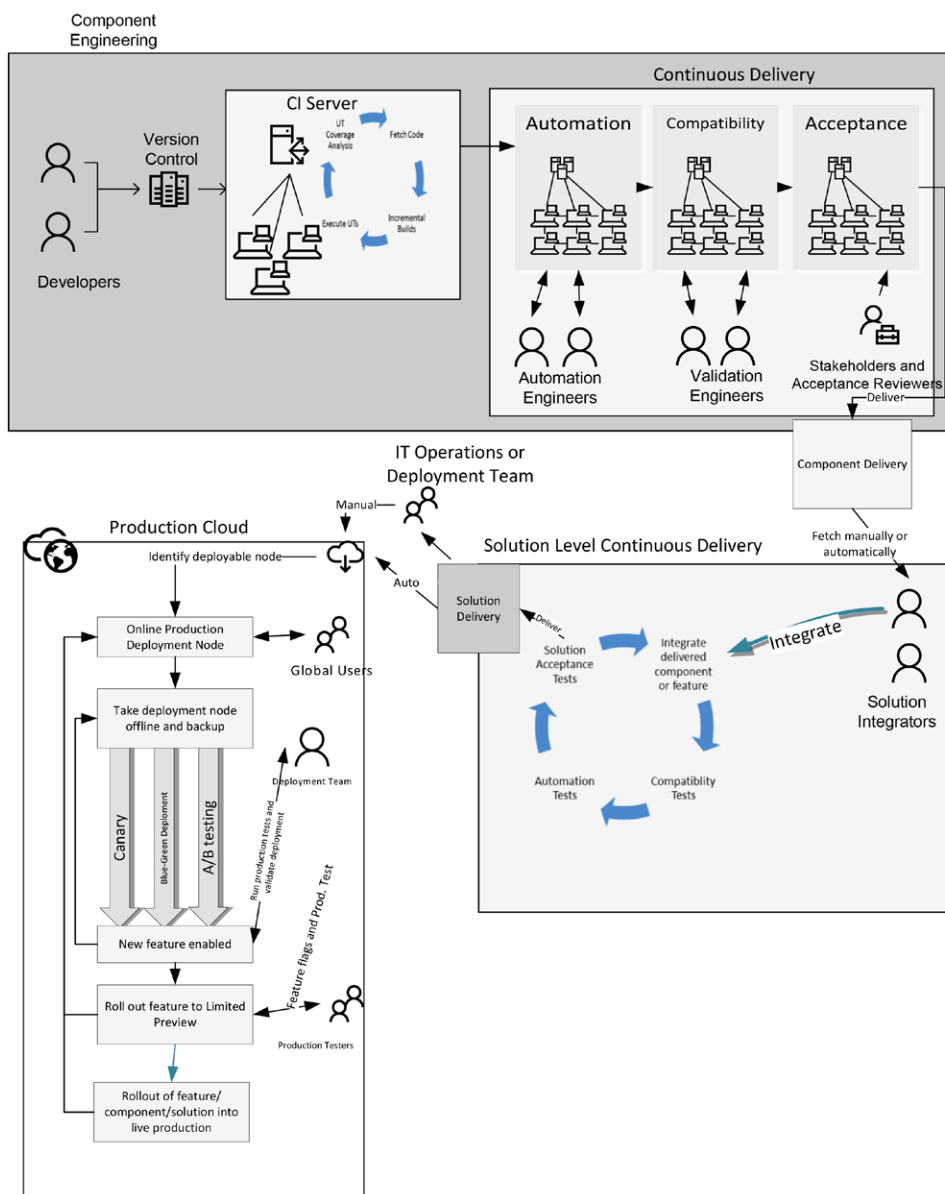 Component
Engineering
Continuous Delivery
CI Server
UT
Coverage
Analysis
Fetch Code
Incremental
Builds
Execute UTs
Version
Control
Developers
Automation
Compatibility
Acceptance
Automation
Engineers
Validation
Engineers
Stakeholders and
Acceptance Reviewers
Deliver
Component Delivery
Fetch manually or
automatically
IT Operations or
Deployment Team
Manual
Auto
Production Cloud
Identify deployable node
Online Production
Deployment Node
Global Users
Take deployment node
offline and backup
Canary
Blue-Green Deploment
A/B testing
Deployment Team
Run production tests and
validate deployment
New feature enabled
Feature flags and Prod. Test
Roll out feature to Limited
Preview
Production Testers
Rollout of feature/
component/solution into
live production
Solution Level Continuous Delivery
Solution
Delivery
Deliver
Solution
Acceptance
Tests
Integrate
delivered
component
or feature
Integrate
Solution
Integrators
Automation
Tests
Compatiblity
Tests